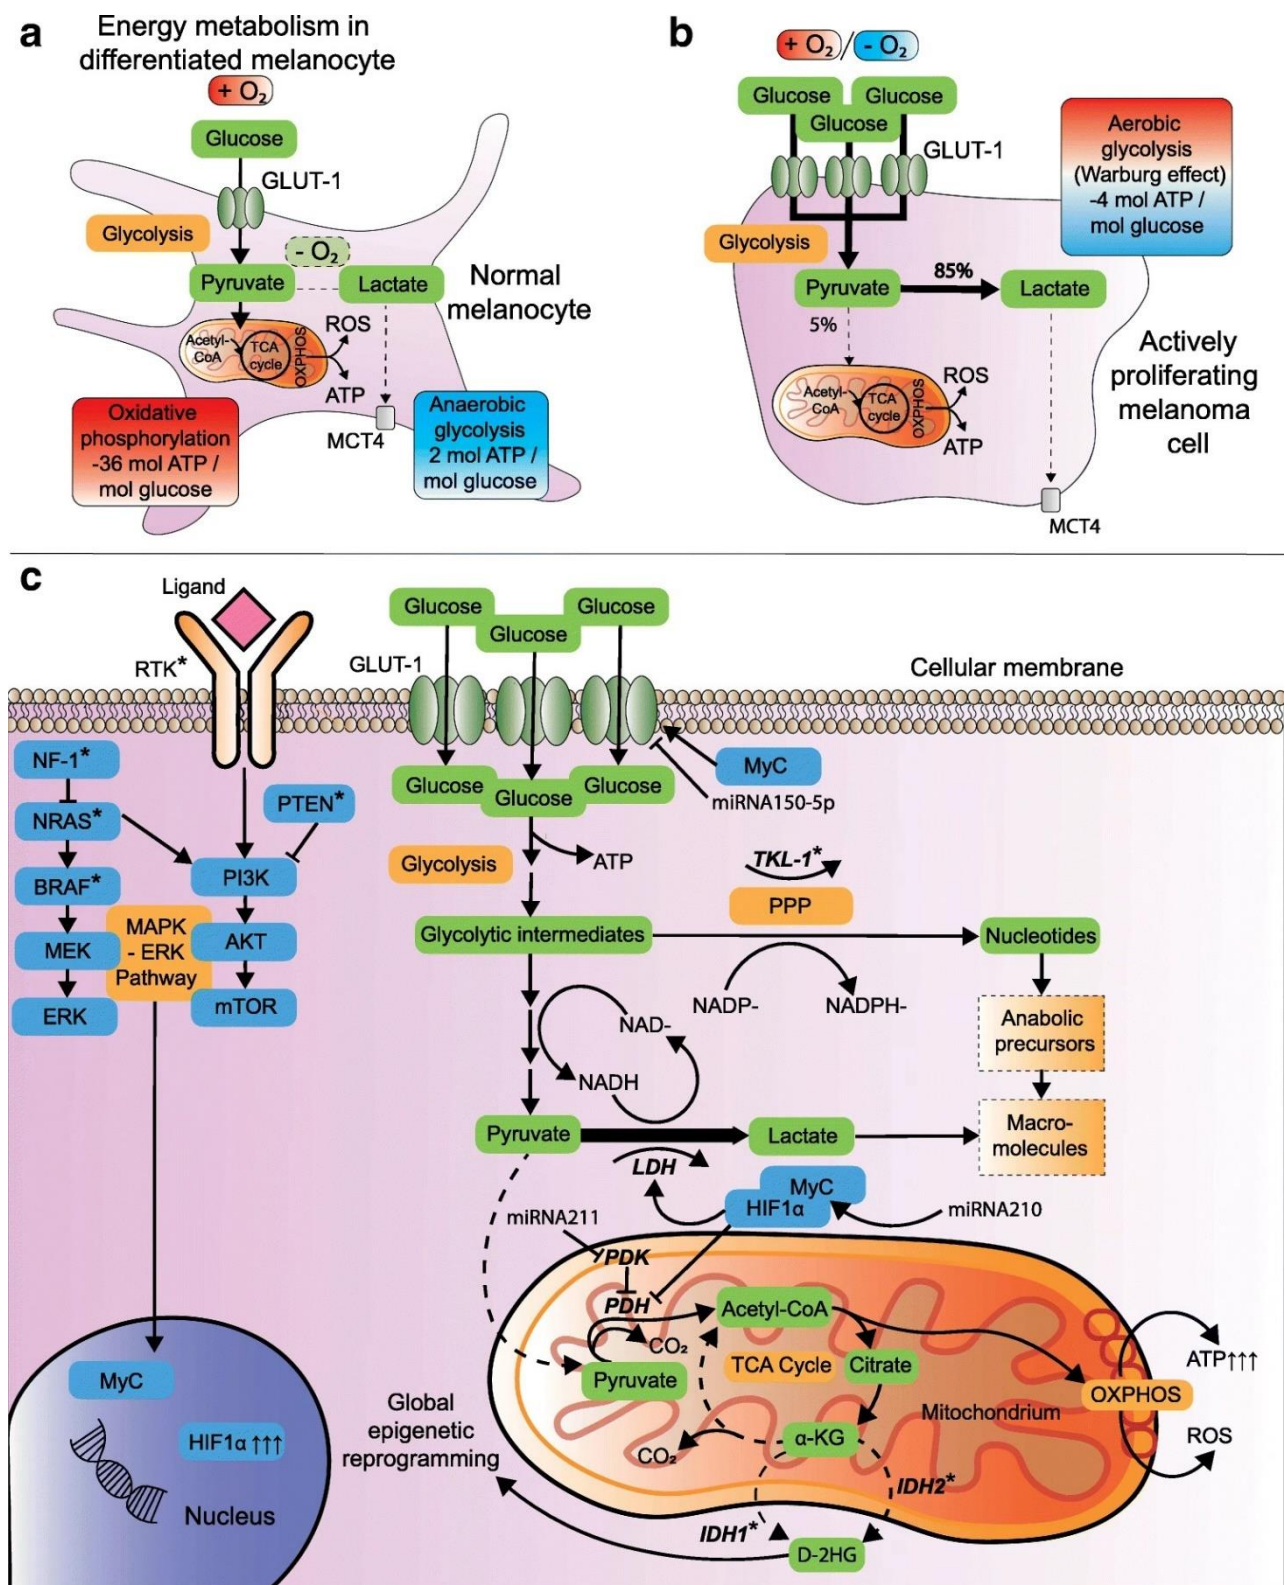 a
Energy metabolism in
differentiated melanocyte
+ O₂
Glucose
GLUT-1
Glycolysis
- O₂
Pyruvate
Lactate
Normal
melanocyte
Acetyl-
CoA
TCA
cycle
OXPHOS
ROS
ATP
Oxidative
phosphorylation
-36 mol ATP /
mol glucose
MCT4
Anaerobic
glycolysis
2 mol ATP /
mol glucose
b
+ O₂ / - O₂
Glucose
Glucose
Glucose
GLUT-1
Aerobic
glycolysis
(Warburg effect)
-4 mol ATP /
mol glucose
Glycolysis
Pyruvate
85%
Lactate
5%
Acetyl-
CoA
TCA
cycle
OXPHOS
ROS
ATP
Actively
proliferating
melanoma
cell
MCT4
c
Ligand
RTK*
Glucose
Glucose
Glucose
GLUT-1
Cellular membrane
NF-1*
NRAS*
BRAF*
MEK
ERK
PTEN*
PI3K
AKT
mTOR
MAPK
- ERK
Pathway
Glucose
Glucose
Glucose
MyC
miRNA150-5p
Glycolysis
ATP
TKL-1*
PPP
Glycolytic intermediates
Nucleotides
NADP-
NADPH-
NAD-
NADH
Anabolic
precursors
Macro-
molecules
Pyruvate
Lactate
LDH
MyC
HIF1α
miRNA210
miRNA211
PDK
PDH
CO₂
Acetyl-CoA
Pyruvate
TCA Cycle
Citrate
α-KG
CO₂
Mitochondrium
OXPHOS
ATP↑↑↑
ROS
IDH2*
IDH1*
D-2HG
Global
epigenetic
reprogramming
MyC
HIF1α ↑↑↑
Nucleus